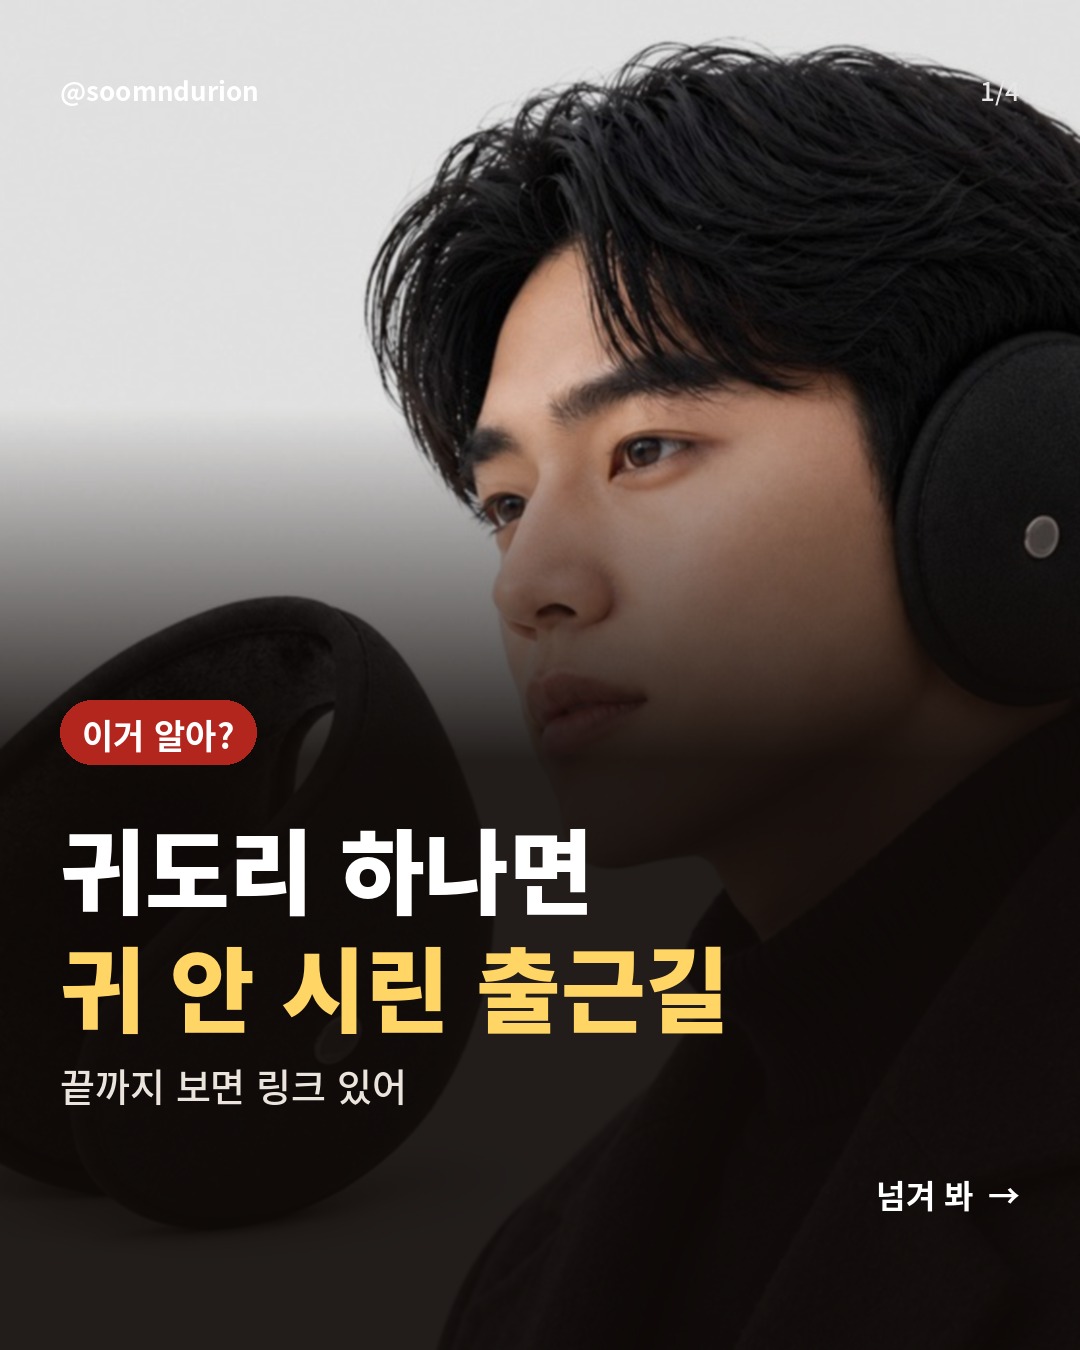 @soomndurion
1/4
이거 알아?
귀도리 하나면
귀 안 시린 출근길
끝까지 보면 링크 있어
넘겨 봐 →